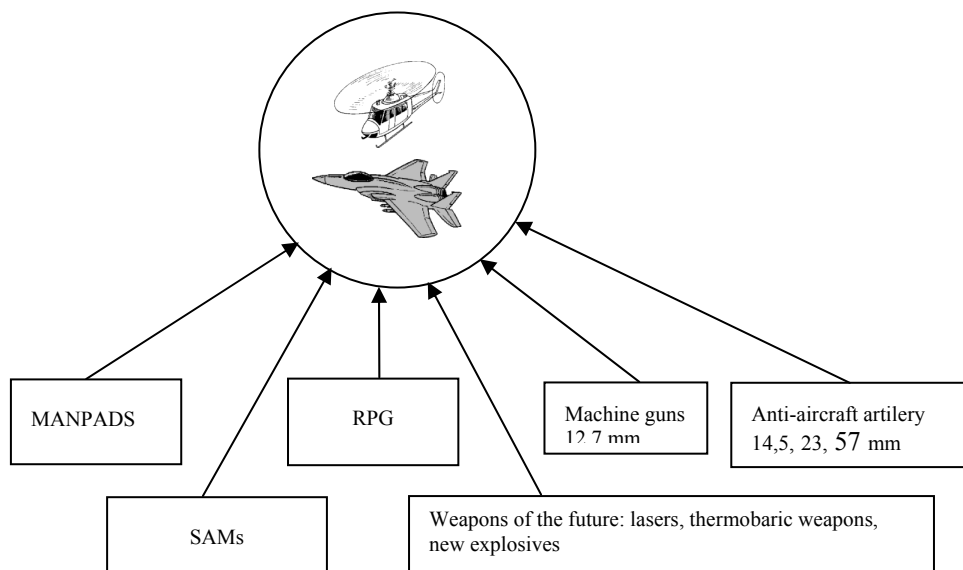 MANPADS
RPG
Machine guns
12,7 mm
Anti-aircraft artilery
14,5, 23, 57 mm
SAMs
Weapons of the future: lasers, thermobaric weapons,
new explosives